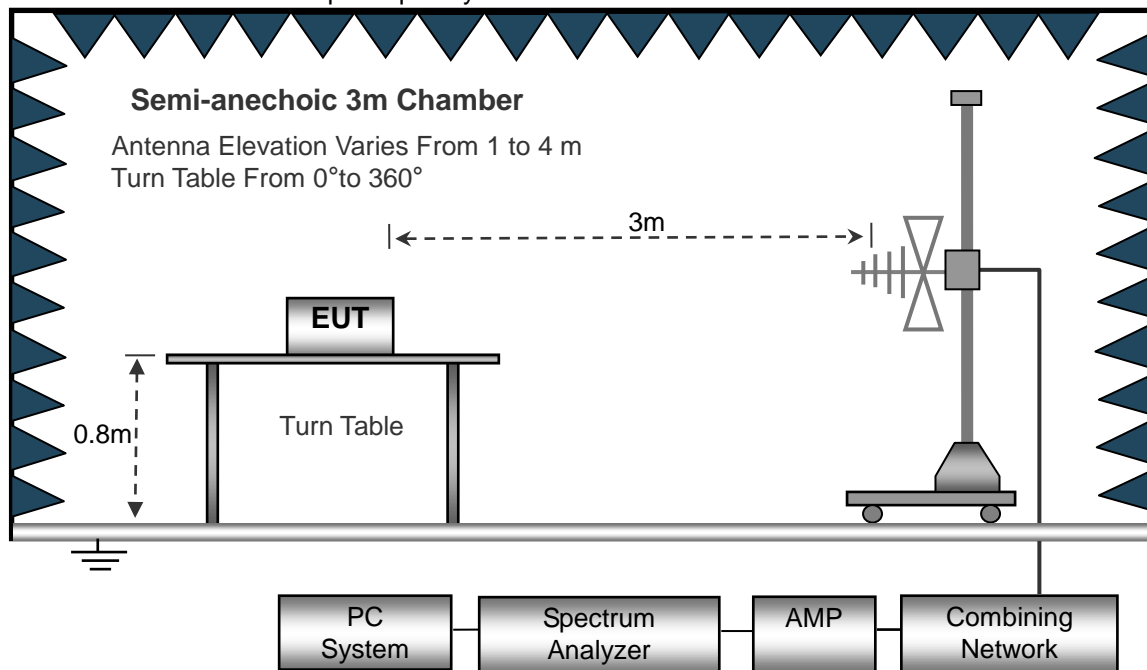 Semi-anechoic 3m Chamber
Antenna Elevation Varies From 1 to 4 m
Turn Table From 0°to 360°
3m
EUT
0.8m
Turn Table
PC
System
Spectrum
Analyzer
AMP
Combining
Network